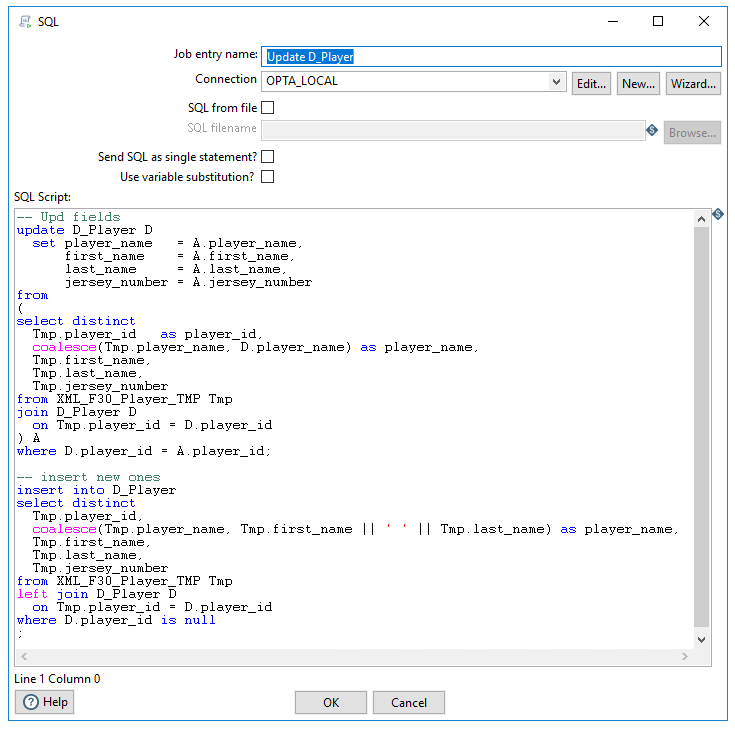 SQL
Job entry name: Update D_Player
Connection OPTA_LOCAL Edit... New... Wizard...
SQL from file
SQL filename Browse...
Send SQL as single statement?
Use variable substitution?
SQL Script:
-- Upd fields
update D_Player D
  set player_name   = A.player_name,
      first_name    = A.first_name,
      last_name     = A.last_name,
      jersey_number = A.jersey_number
from
(
select distinct
  Tmp.player_id   as player_id,
  coalesce(Tmp.player_name, D.player_name) as player_name,
  Tmp.first_name,
  Tmp.last_name,
  Tmp.jersey_number
from XML_F30_Player_TMP Tmp
join D_Player D
  on Tmp.player_id = D.player_id
) A
where D.player_id = A.player_id;

-- insert new ones
insert into D_Player
select distinct
  Tmp.player_id,
  coalesce(Tmp.player_name, Tmp.first_name || ' ' || Tmp.last_name) as player_name,
  Tmp.first_name,
  Tmp.last_name,
  Tmp.jersey_number
from XML_F30_Player_TMP Tmp
left join D_Player D
  on Tmp.player_id = D.player_id
where D.player_id is null
;
Line 1 Column 0
Help OK Cancel